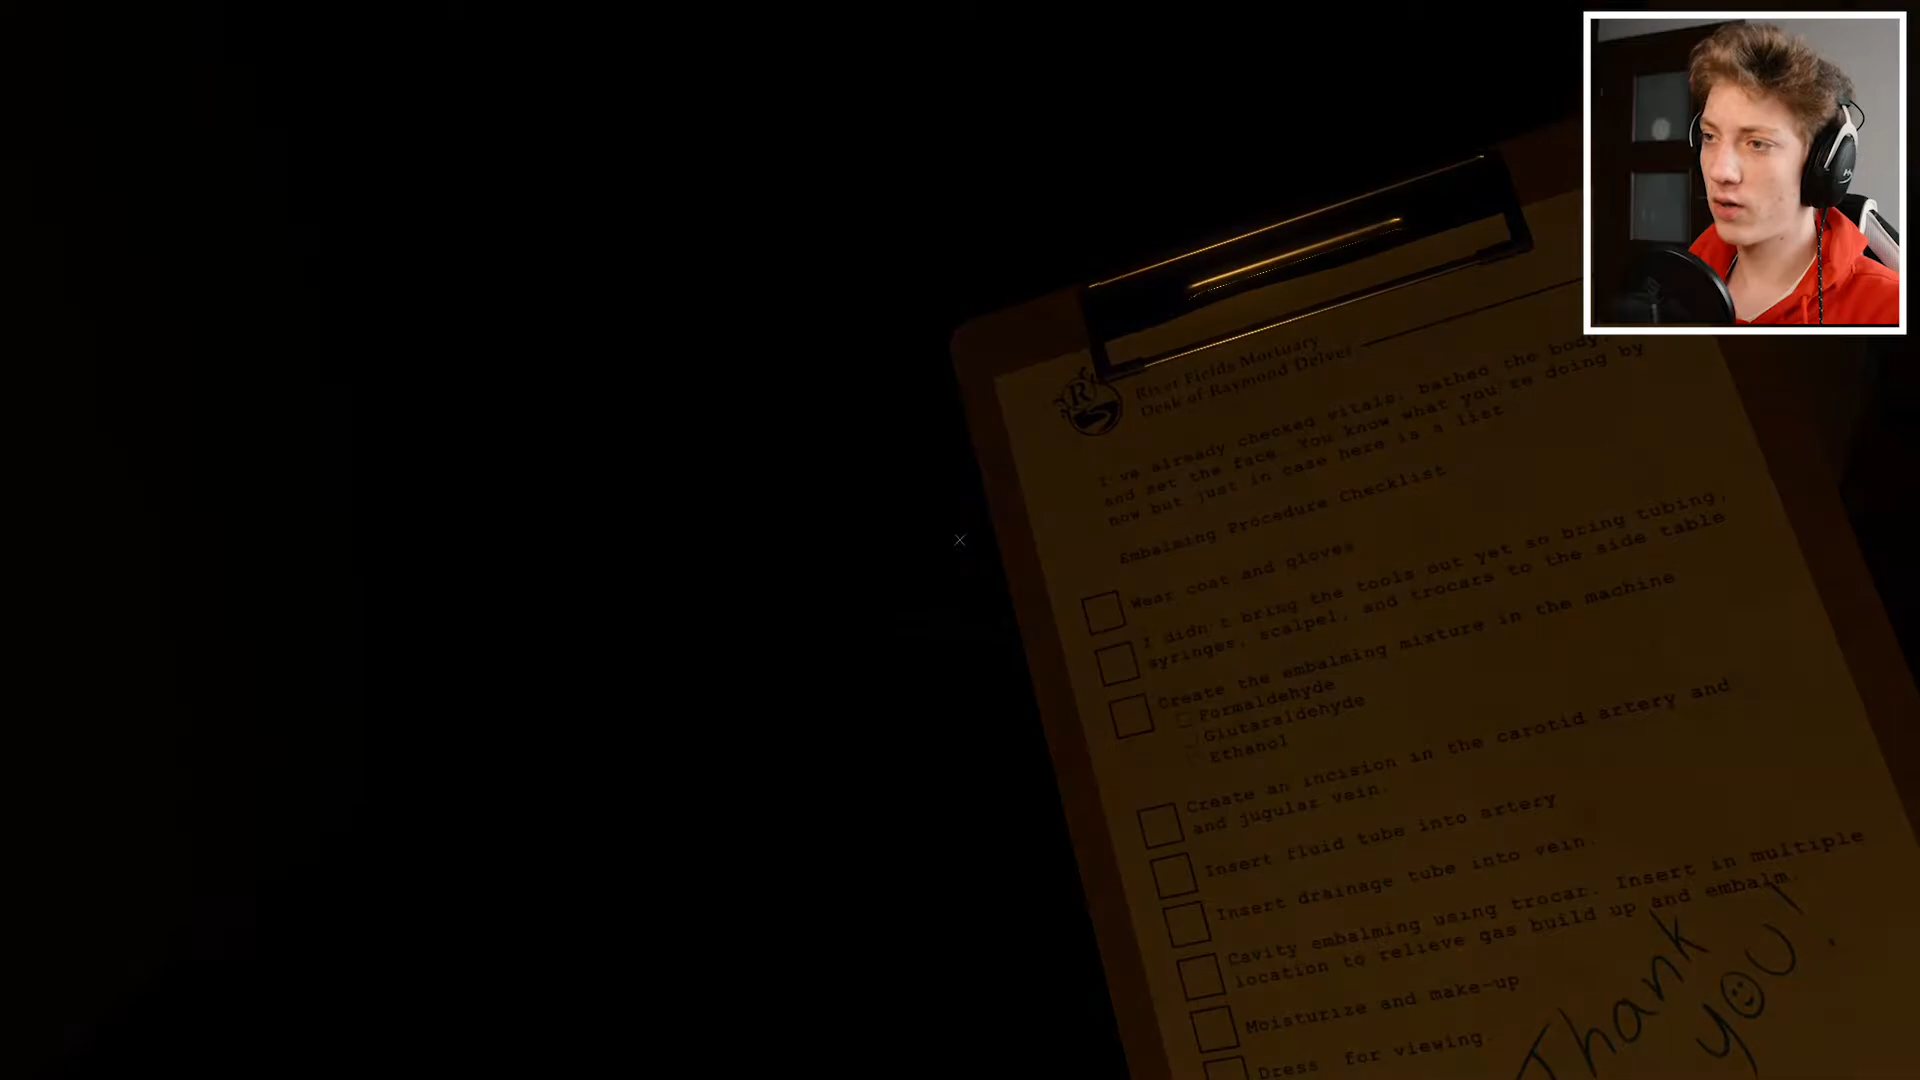 River Fields Mortuary
Desk of Raymond Delver
I've already checked vitals, bathed the body,
and set the face. You know what you're doing by
now but just in case here is a list
Embalming Procedure Checklist
Wear coat and gloves
I didn't bring the tools out yet so bring tubing,
syringes, scalpel, and trocars to the side table
Create the embalming mixture in the machine
Formaldehyde
Glutaraldehyde
Ethanol
Create an incision in the carotid artery and
and jugular vein.
Insert fluid tube into artery
Insert drainage tube into vein.
Cavity embalming using trocar. Insert in multiple
location to relieve gas build up and embalm.
Moisturize and make-up
Dress for viewing.
Thank
you!